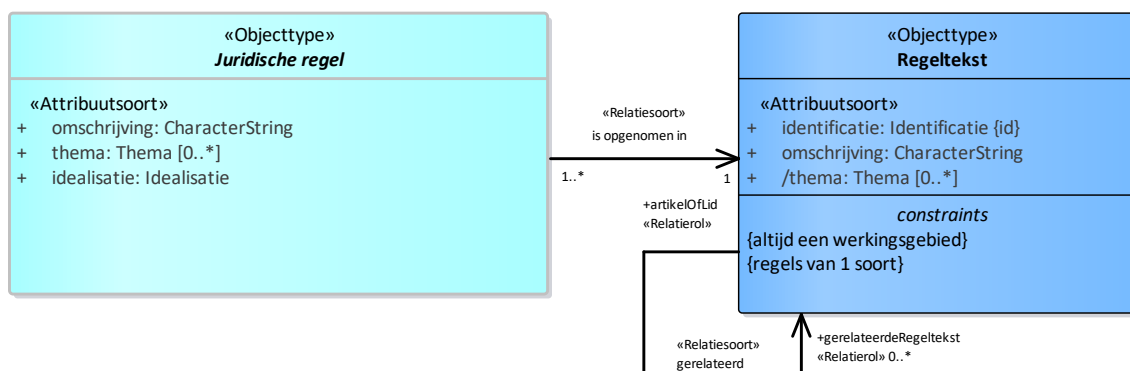 «Objecttype»
Juridische regel
«Attribuutsoort»
+ omschrijving: CharacterString
+ thema: Thema [0..*]
+ idealisatie: Idealisatie
«Relatiesoort»
is opgenomen in
1..*
1
«Objecttype»
Regeltekst
«Attribuutsoort»
+ identificatie: Identificatie {id}
+ omschrijving: CharacterString
+ /thema: Thema [0..*]
constraints
{altijd een werkingsgebied}
{regels van 1 soort}
+artikelOfLid
«Relatierol»
«Relatiesoort»
gerelateerd
+gerelateerdeRegeltekst
«Relatierol» 0..*